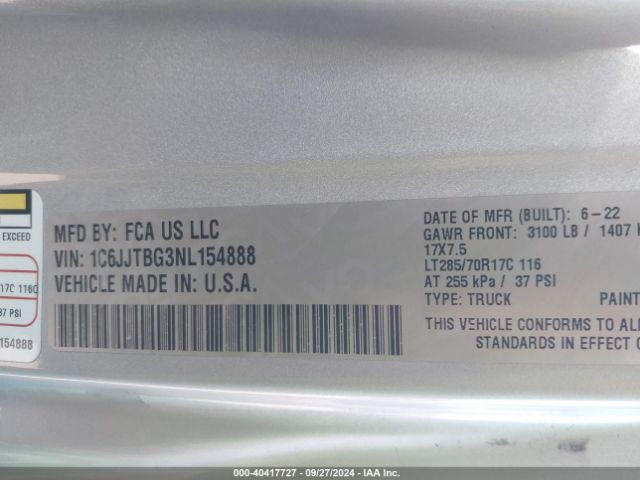 MFD BY: FCA US LLC
VIN: 1C6JJTBG3NL154888
VEHICLE MADE IN: U.S.A.
EXCEED
17C 116C
37 PSI
154888
DATE OF MFR (BUILT): 6-22
GAWR FRONT: 3100 LB / 1407 K
17X7.5
LT285/70R17C 116
AT 255 kPa / 37 PSI
TYPE: TRUCK PAINT
THIS VEHICLE CONFORMS TO ALL
STANDARDS IN EFFECT O
000-40417727 - 09/27/2024 - IAA Inc.